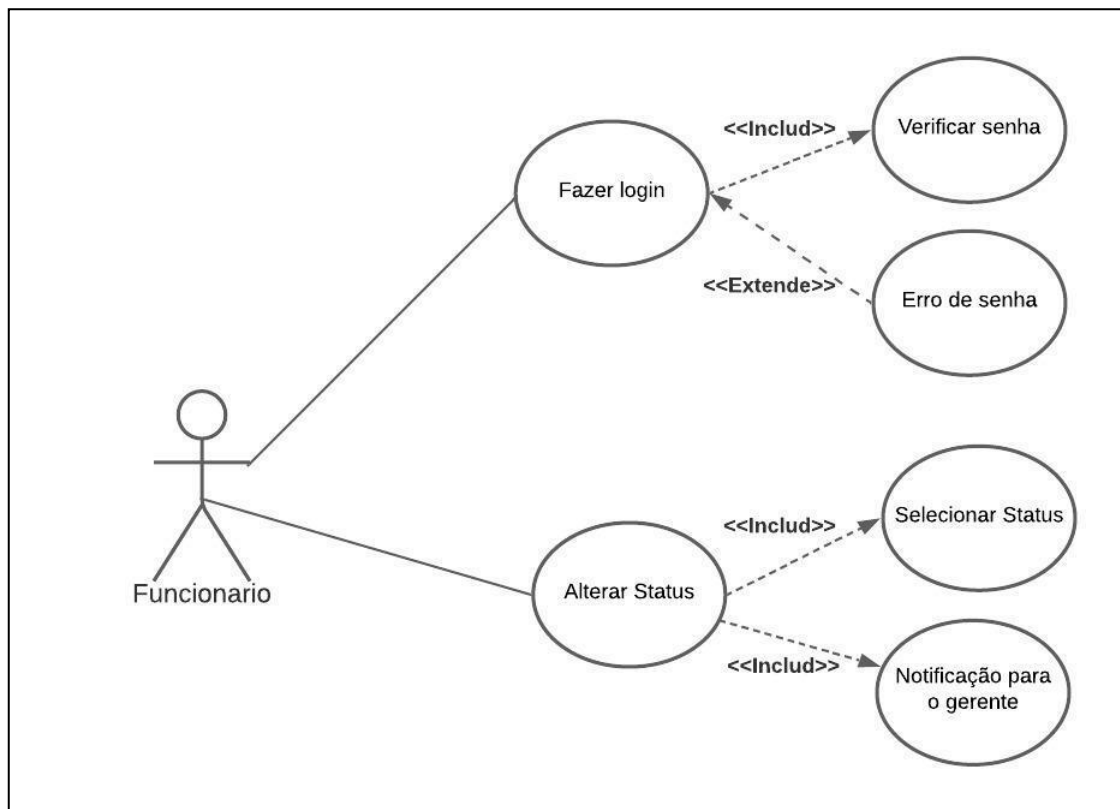 <<Includ>>
Verificar senha
Fazer login
<<Extende>>
Erro de senha
Funcionario
<<Includ>>
Selecionar Status
Alterar Status
<<Includ>>
Notificação para
o gerente